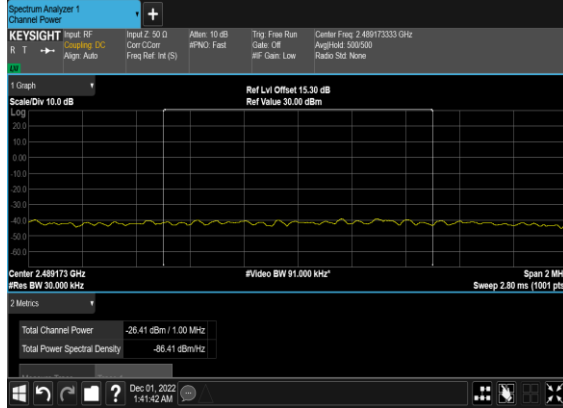 Spectrum Analyzer 1
Channel Power
+
KEYSIGHT Input: RF Input Z: 50 Ω Atten: 10 dB Trig: Free Run Center Freq: 2.489173333 GHz
R T Coupling: DC Corr CCorr #PNO: Fast Gate: Off Avg|Hold: 500/500
Align: Auto Freq Ref: Int (S) #IF Gain: Low Radio Std: None
1 Graph
Ref Lvl Offset 15.30 dB
Scale/Div 10.0 dB Ref Value 30.00 dBm
Log
20.0
10.0
0.00
-10.0
-20.0
-30.0
-40.0
-50.0
-60.0
Center 2.489173 GHz #Video BW 91.000 kHz* Span 2 MH
#Res BW 30.000 kHz Sweep 2.80 ms (1001 pts
2 Metrics
Total Channel Power -26.41 dBm / 1.00 MHz
Total Power Spectral Density -86.41 dBm/Hz
?
Dec 01, 2022
1:41:42 AM